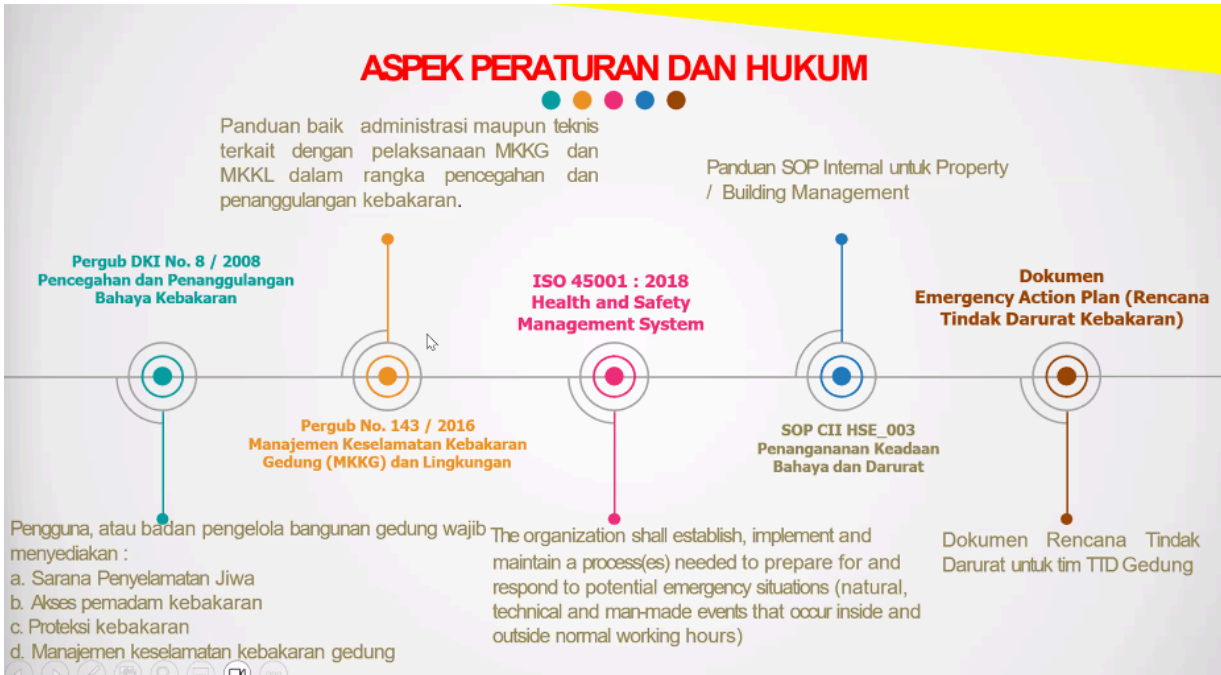 ASPEK PERATURAN DAN HUKUM
Panduan baik administrasi maupun teknis
terkait dengan pelaksanaan MKKG dan
MKKL dalam rangka pencegahan dan
penanggulangan kebakaran.
Panduan SOP Internal untuk Property
/ Building Management
Pergub DKI No. 8 / 2008
Pencegahan dan Penanggulangan
Bahaya Kebakaran
ISO 45001 : 2018
Health and Safety
Management System
Dokumen
Emergency Action Plan (Rencana
Tindak Darurat Kebakaran)
Pergub No. 143 / 2016
Manajemen Keselamatan Kebakaran
Gedung (MKKG) dan Lingkungan
SOP CII HSE_003
Penangananan Keadaan
Bahaya dan Darurat
Pengguna, atau badan pengelola bangunan gedung wajib
menyediakan :
a. Sarana Penyelamatan Jiwa
b. Akses pemadam kebakaran
c. Proteksi kebakaran
d. Manajemen keselamatan kebakaran gedung
The organization shall establish, implement and
maintain a process(es) needed to prepare for and
respond to potential emergency situations (natural,
technical and man-made events that occur inside and
outside normal working hours)
Dokumen Rencana Tindak
Darurat untuk tim TTD Gedung